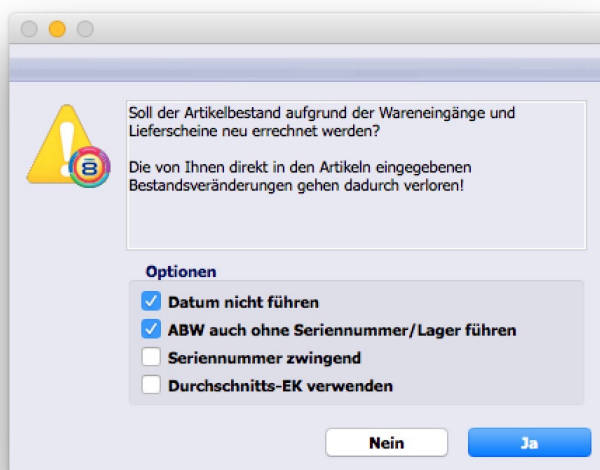 Soll der Artikelbestand aufgrund der Wareneingänge und
Lieferscheine neu errechnet werden?
Die von Ihnen direkt in den Artikeln eingegebenen
Bestandsveränderungen gehen dadurch verloren!
Optionen
Datum nicht führen
ABW auch ohne Seriennummer/Lager führen
Seriennummer zwingend
Durchschnitts-EK verwenden
Nein
Ja